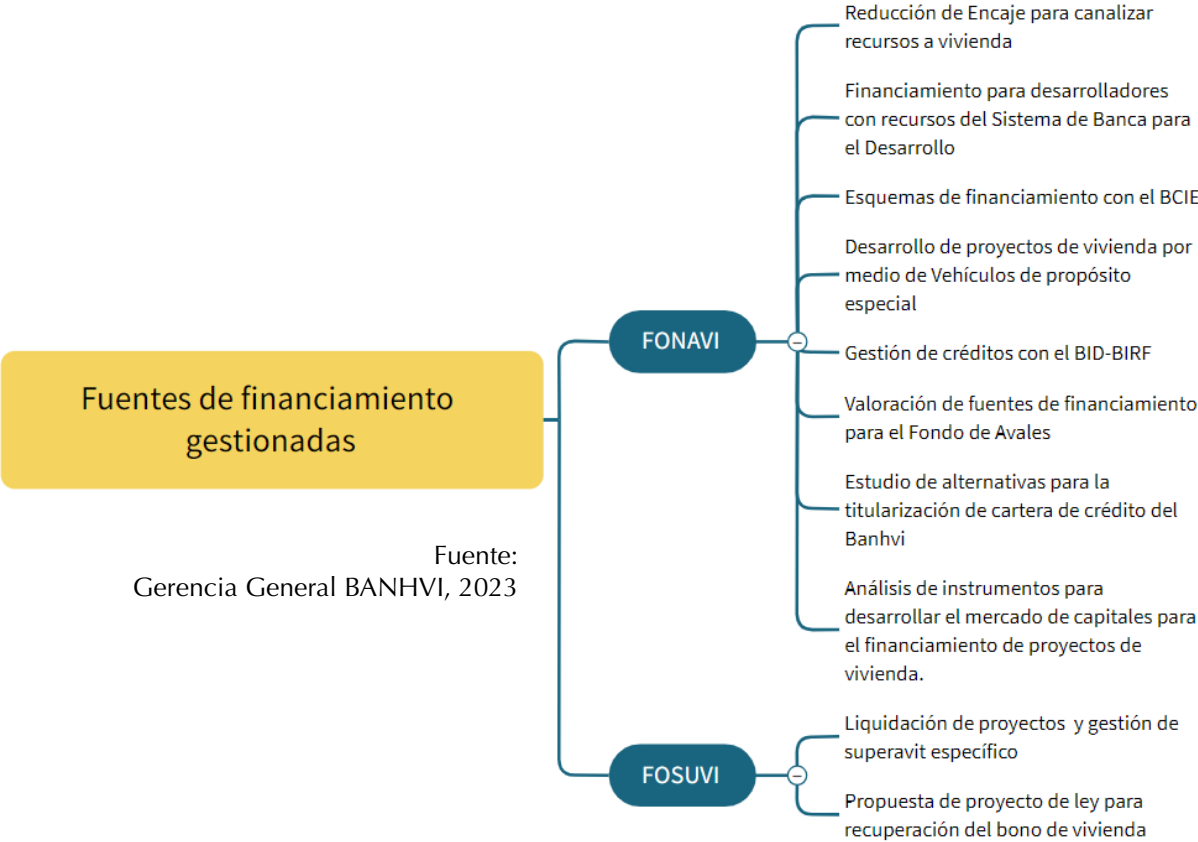 Fuentes de financiamiento
gestionadas
Fuente:
Gerencia General BANHVI, 2023
FONAVI
Reducción de Encaje para canalizar
recursos a vivienda
Financiamiento para desarrolladores
con recursos del Sistema de Banca para
el Desarrollo
Esquemas de financiamiento con el BCIE
Desarrollo de proyectos de vivienda por
medio de Vehículos de propósito
especial
Gestión de créditos con el BID-BIRF
Valoración de fuentes de financiamiento
para el Fondo de Avales
Estudio de alternativas para la
titularización de cartera de crédito del
Banhvi
Análisis de instrumentos para
desarrollar el mercado de capitales para
el financiamiento de proyectos de
vivienda.
FOSUVI
Liquidación de proyectos y gestión de
superavit específico
Propuesta de proyecto de ley para
recuperación del bono de vivienda